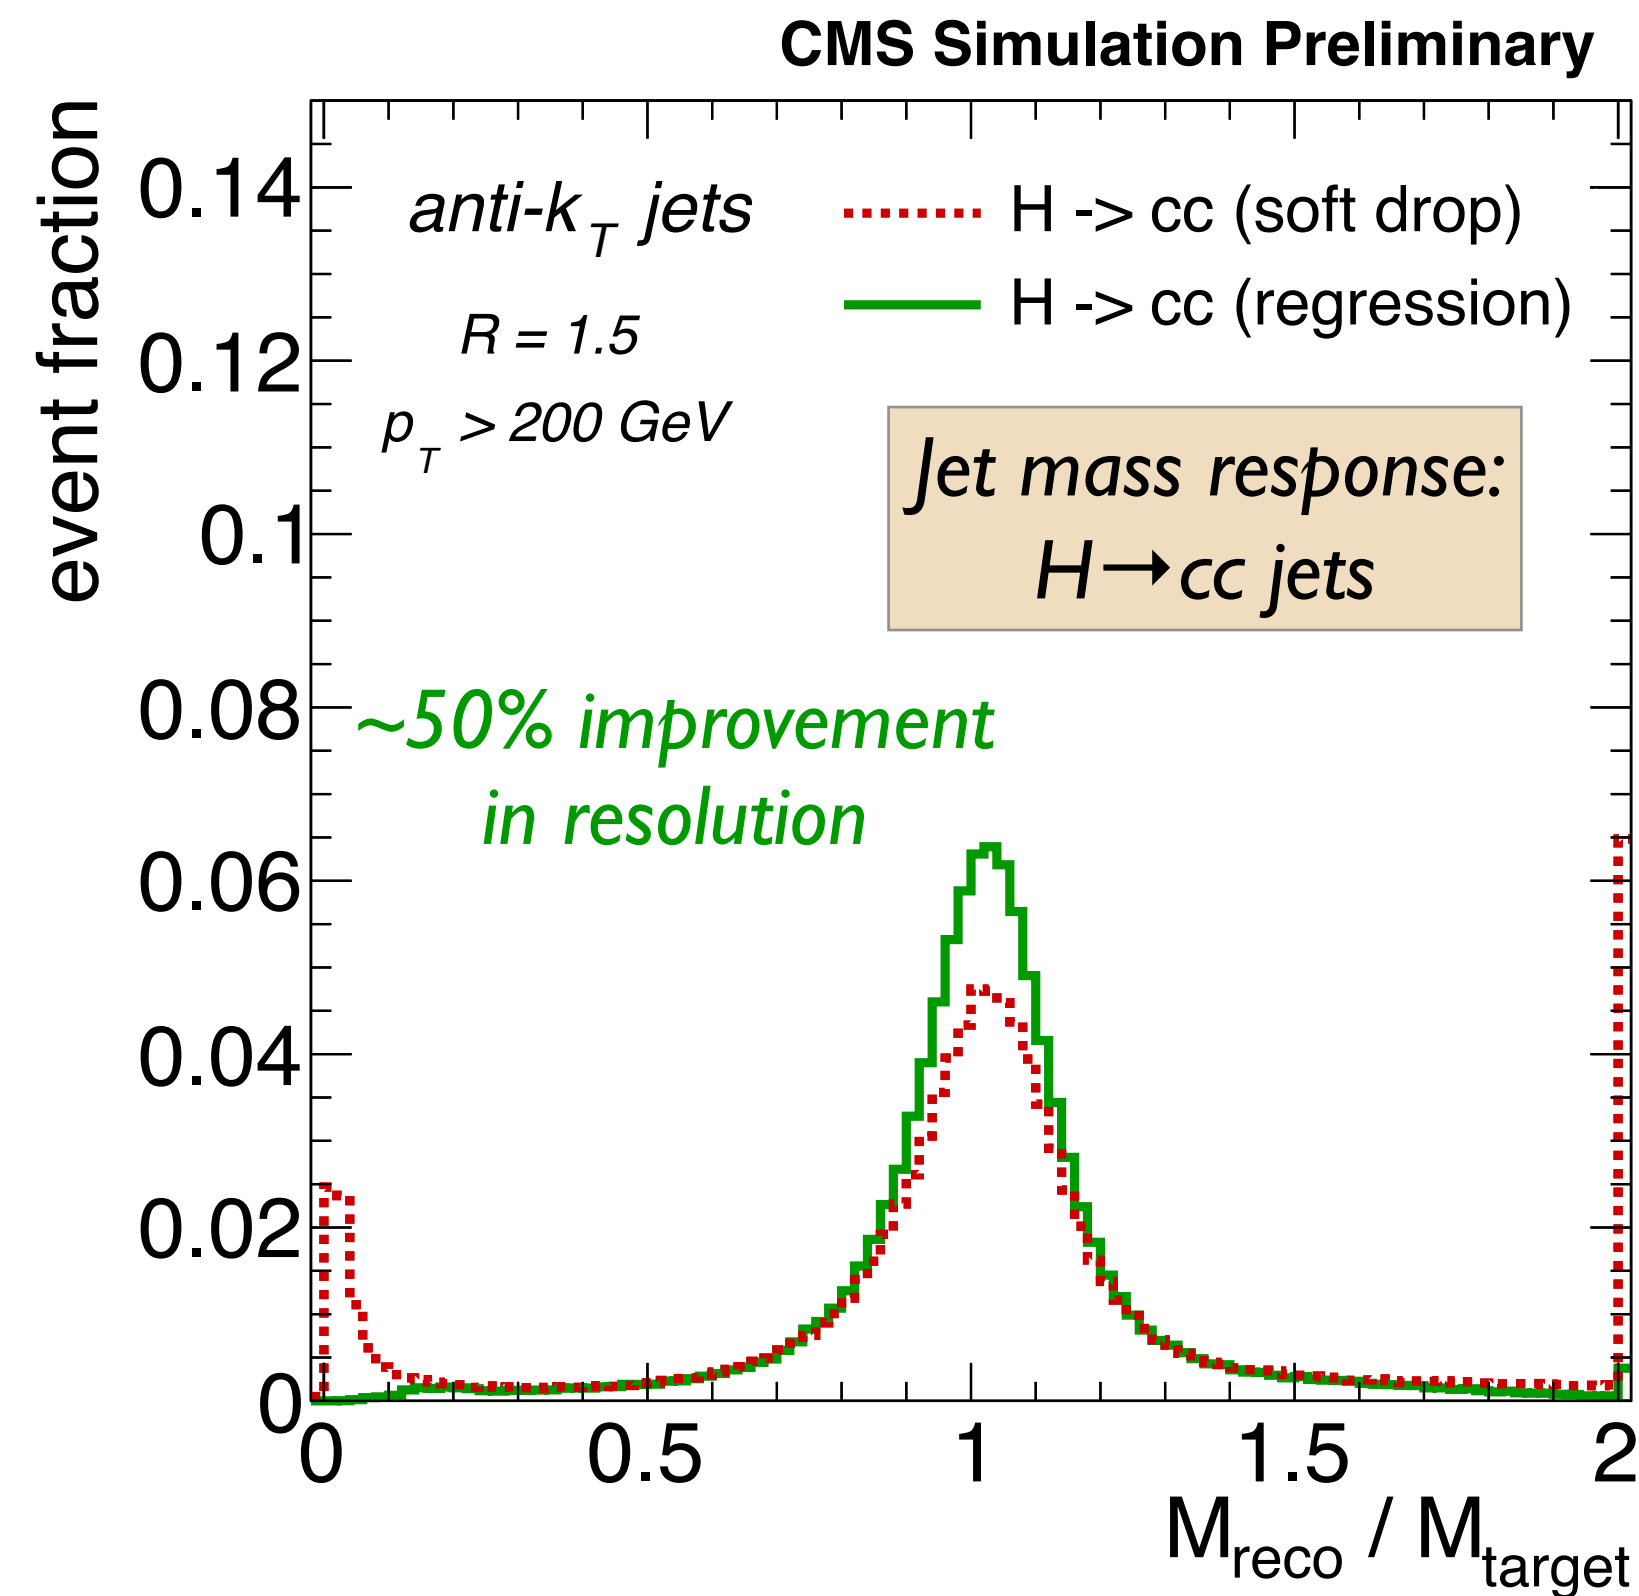 CMS Simulation Preliminary
event fraction
0.14
0.12
0.1
0.08
0.06
0.04
0.02
0
anti-k_T jets
R = 1.5
p_T > 200 GeV
H -> cc (soft drop)
H -> cc (regression)
Jet mass response:
H→cc jets
~50% improvement
in resolution
0 0.5 1 1.5 2
M_reco / M_target